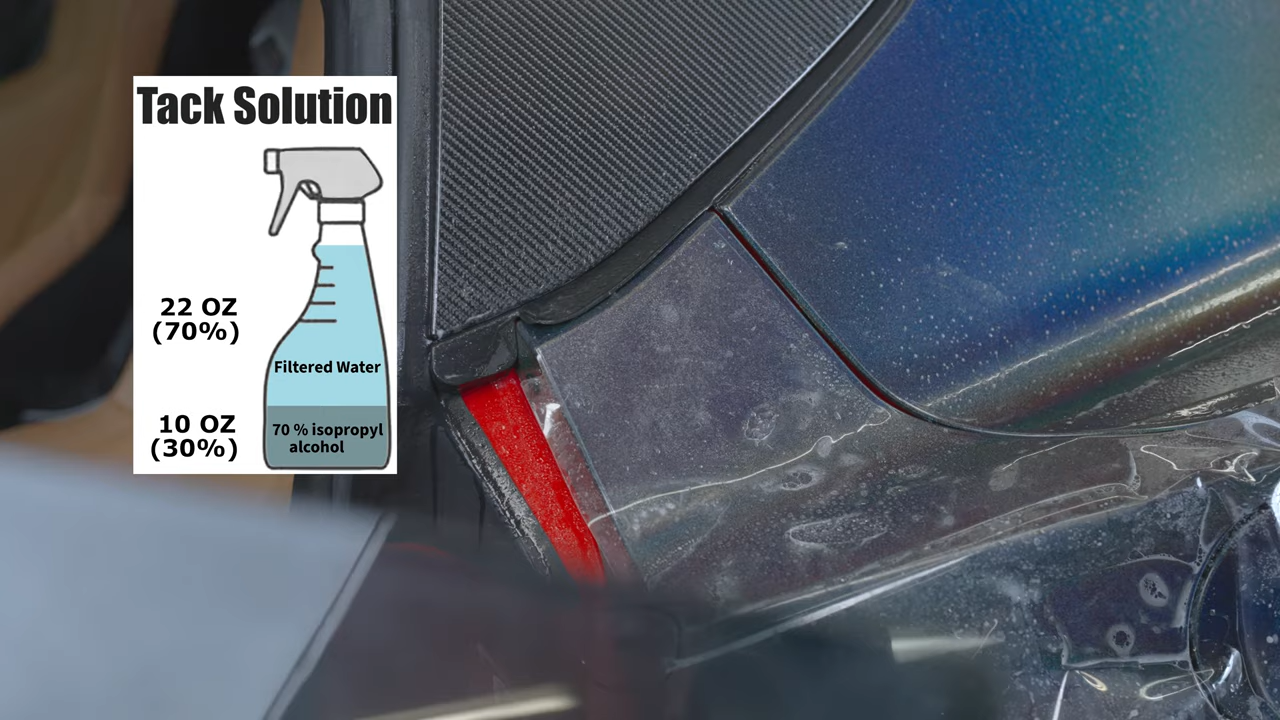 Tack Solution
22 OZ
(70%)
Filtered Water
10 OZ
(30%)
70 % isopropyl
alcohol